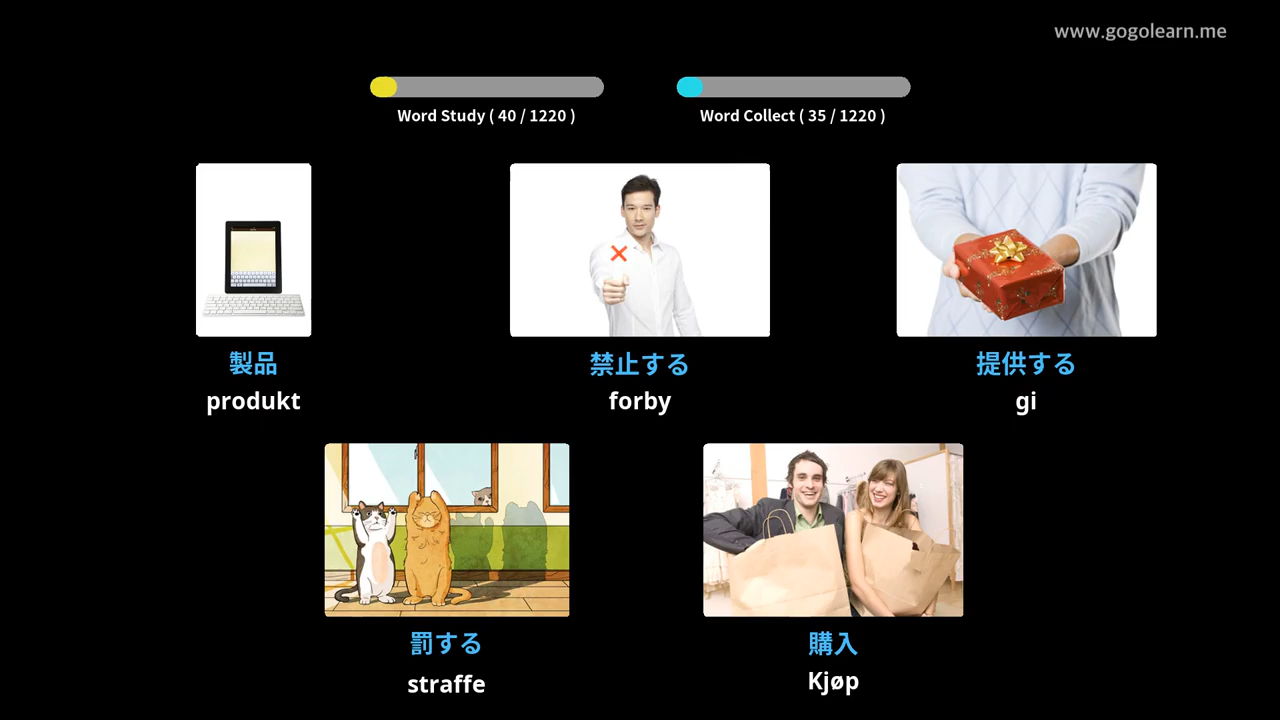 www.gogolearn.me
Word Study ( 40 / 1220 )
Word Collect ( 35 / 1220 )
製品
produkt
禁止する
forby
提供する
gi
罰する
straffe
購入
Kjøp